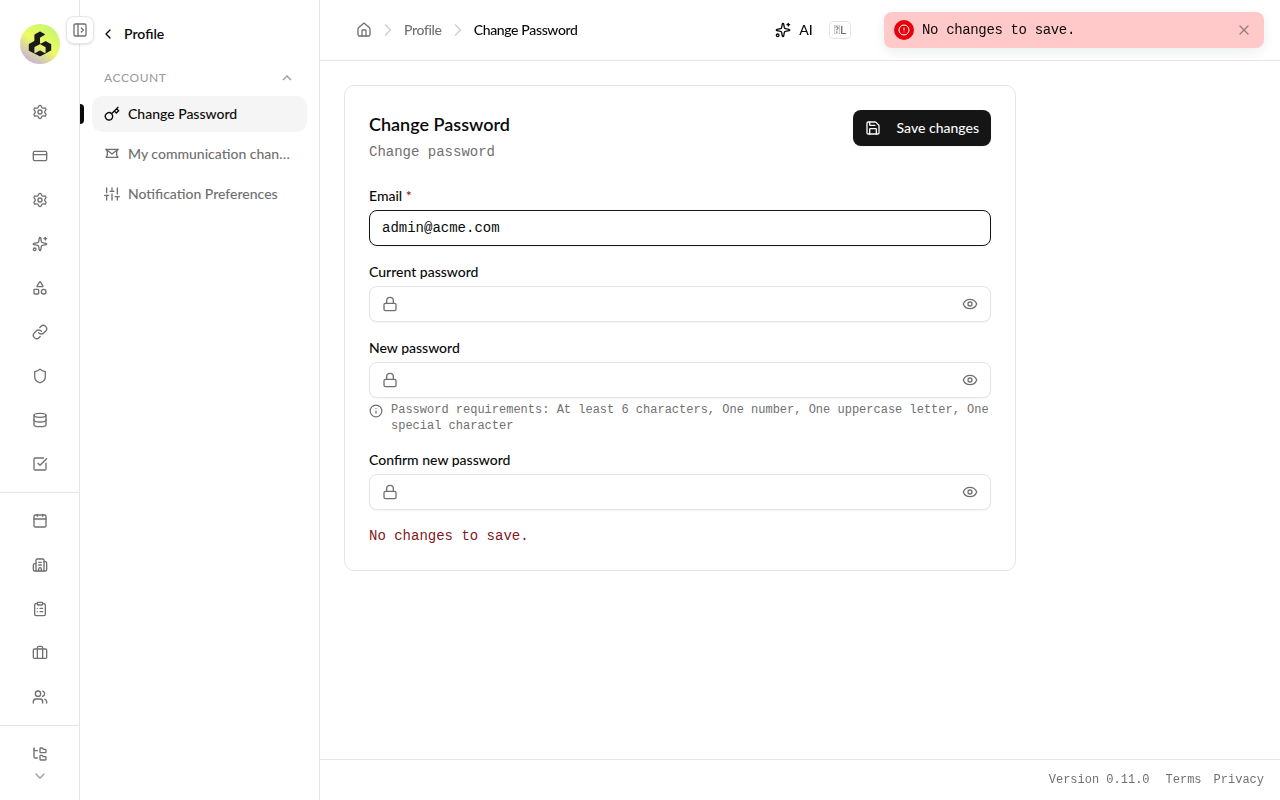 Profile
ACCOUNT
Change Password
My communication chan...
Notification Preferences
Profile
Change Password
AI
L
No changes to save.
Change Password
Change password
Save changes
Email *
admin@acme.com
Current password
New password
Password requirements: At least 6 characters, One number, One uppercase letter, One
special character
Confirm new password
No changes to save.
Version 0.11.0
Terms
Privacy